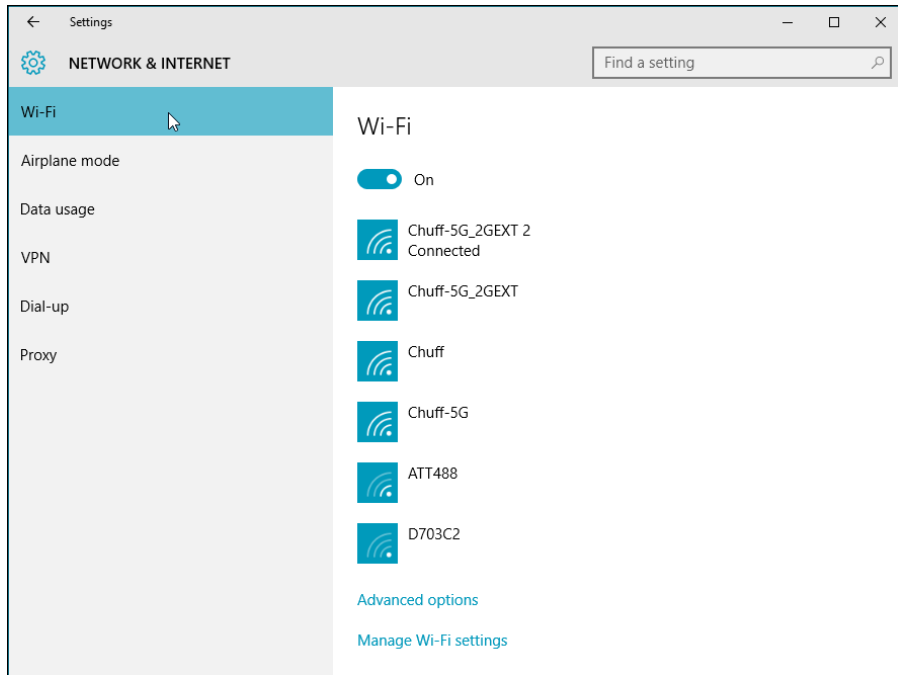 Settings
NETWORK & INTERNET
Find a setting
Wi-Fi
Airplane mode
Data usage
VPN
Dial-up
Proxy
Wi-Fi
On
Chuff-5G_2GEXT 2
Connected
Chuff-5G_2GEXT
Chuff
Chuff-5G
ATT488
D703C2
Advanced options
Manage Wi-Fi settings